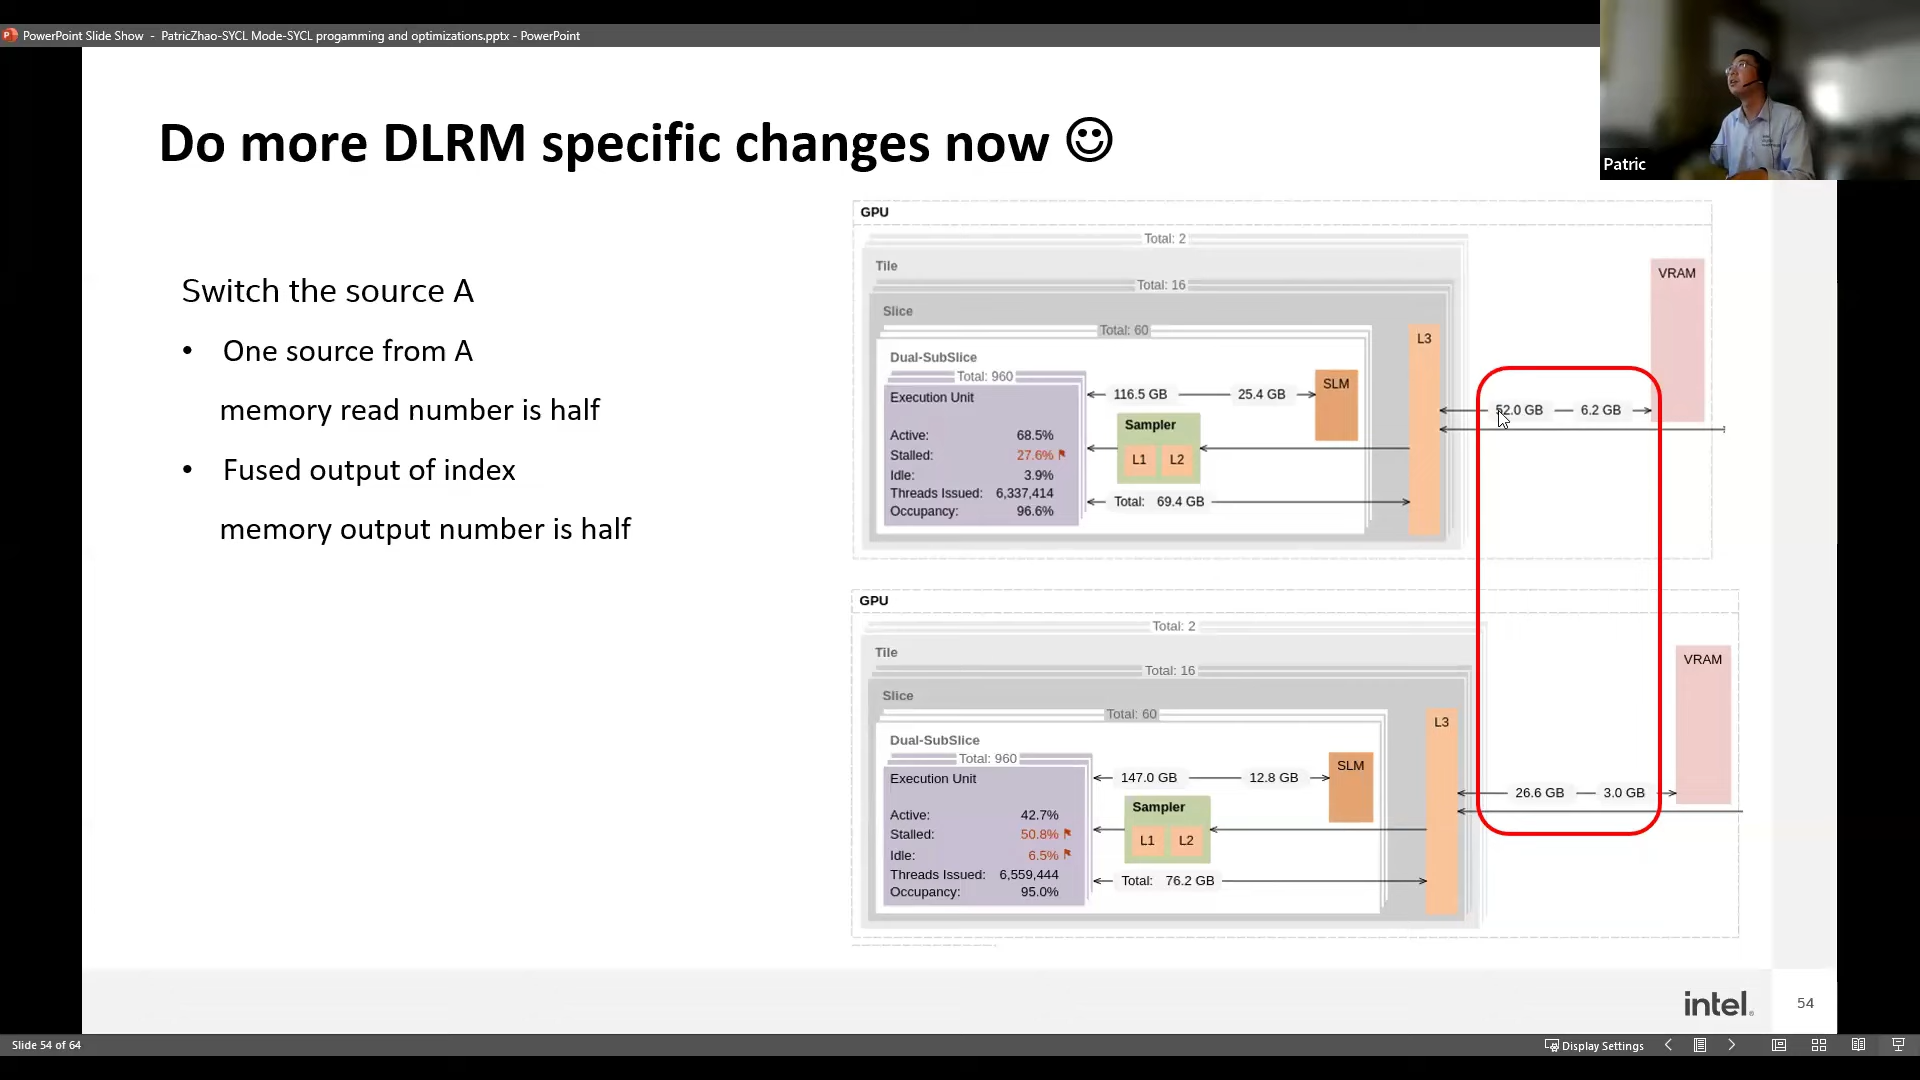 PowerPoint Slide Show - PatricZhao-SYCL Mode-SYCL progamming and optimizations.pptx - PowerPoint
Patric
Do more DLRM specific changes now ☺
Switch the source A
• One source from A
memory read number is half
• Fused output of index
memory output number is half
GPU
Total: 2
Tile
Total: 16
Slice
Total: 60
Dual-SubSlice
Total: 960
Execution Unit
Active: 68.5%
Stalled: 27.6%
Idle: 3.9%
Threads Issued: 6,337,414
Occupancy: 96.6%
116.5 GB 25.4 GB
SLM
Sampler
L1 L2
Total: 69.4 GB
L3
52.0 GB 6.2 GB
VRAM
GPU
Total: 2
Tile
Total: 16
Slice
Total: 60
Dual-SubSlice
Total: 960
Execution Unit
Active: 42.7%
Stalled: 50.8%
Idle: 6.5%
Threads Issued: 6,559,444
Occupancy: 95.0%
147.0 GB 12.8 GB
SLM
Sampler
L1 L2
Total: 76.2 GB
L3
26.6 GB 3.0 GB
VRAM
intel.
54
Slide 54 of 64
Display Settings